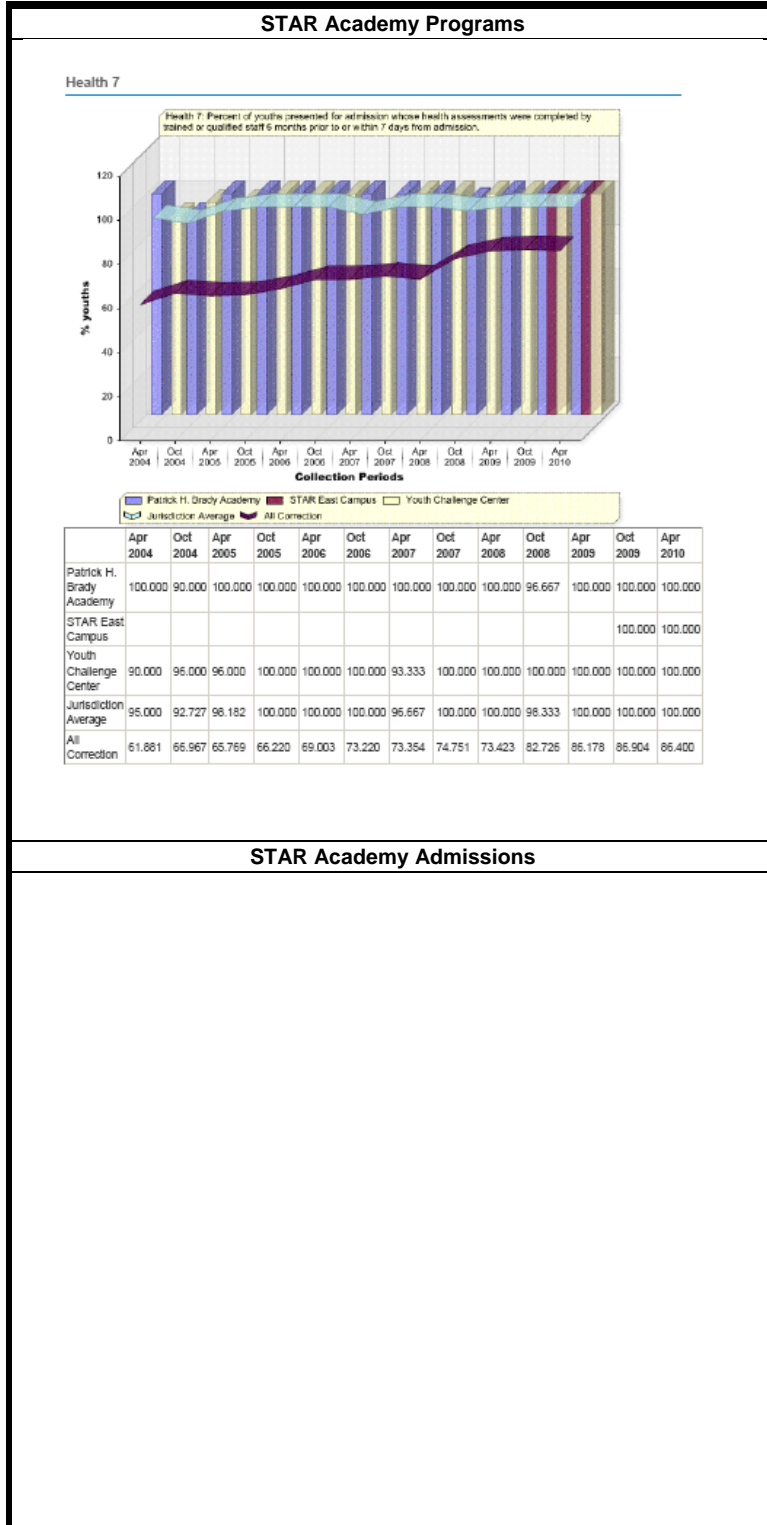 STAR Academy Programs
Health 7
Health 7: Percent of youths presented for admission whose health assessments were completed by
trained or qualified staff 6 months prior to or within 7 days from admission.
120
100
80
60
40
20
0
% youths
Apr 2004 Oct 2004 Apr 2005 Oct 2005 Apr 2006 Oct 2006 Apr 2007 Oct 2007 Apr 2008 Oct 2008 Apr 2009 Oct 2009 Apr 2010
Collection Periods
Patrick H. Brady Academy STAR East Campus Youth Challenge Center
Jurisdiction Average All Correction
Apr 2004 Oct 2004 Apr 2005 Oct 2005 Apr 2006 Oct 2006 Apr 2007 Oct 2007 Apr 2008 Oct 2008 Apr 2009 Oct 2009 Apr 2010
Patrick H. Brady Academy 100.000 90.000 100.000 100.000 100.000 100.000 100.000 100.000 100.000 96.667 100.000 100.000 100.000
STAR East Campus 100.000 100.000
Youth Challenge Center 90.000 95.000 96.000 100.000 100.000 100.000 93.333 100.000 100.000 100.000 100.000 100.000 100.000
Jurisdiction Average 95.000 92.727 98.182 100.000 100.000 100.000 96.667 100.000 100.000 98.333 100.000 100.000 100.000
All Correction 61.881 66.967 65.769 66.220 69.003 73.220 73.354 74.751 73.423 82.726 86.178 86.904 86.400
STAR Academy Admissions